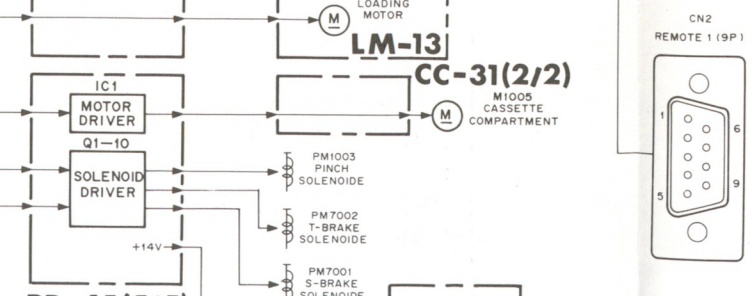 LOADING
MOTOR
M
LM-13
CC-31(2/2)
IC1
MOTOR
DRIVER
M
M1005
CASSETTE
COMPARTMENT
Q1-10
SOLENOID
DRIVER
PM1003
PINCH
SOLENOIDE
PM7002
T-BRAKE
SOLENOIDE
+14V
PM7001
S-BRAKE
SOLENOIDE
CN2
REMOTE 1 (9P)
1
6
5
9